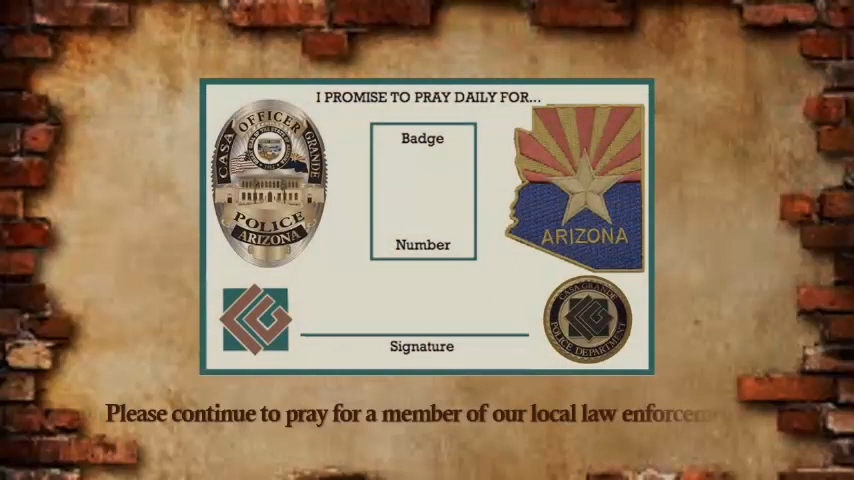 I PROMISE TO PRAY DAILY FOR...
OFFICER
CASA GRANDE
POLICE
ARIZONA
Badge
Number
ARIZONA
CASA GRANDE
POLICE DEPARTMENT
Signature
Please continue to pray for a member of our local law